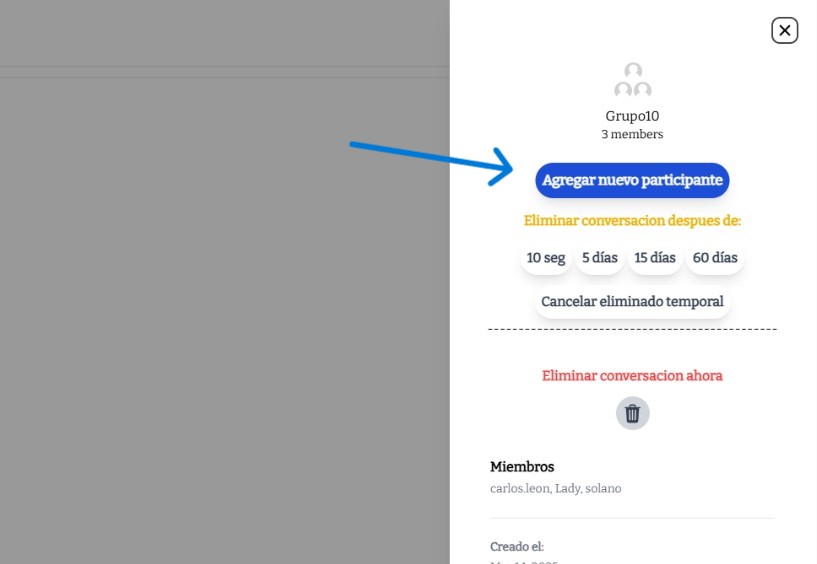 Grupo10
3 members
Agregar nuevo participante
Eliminar conversacion despues de:
10 seg 5 días 15 días 60 días
Cancelar eliminado temporal
Eliminar conversacion ahora
Miembros
carlos.leon, Lady, solano
Creado el: